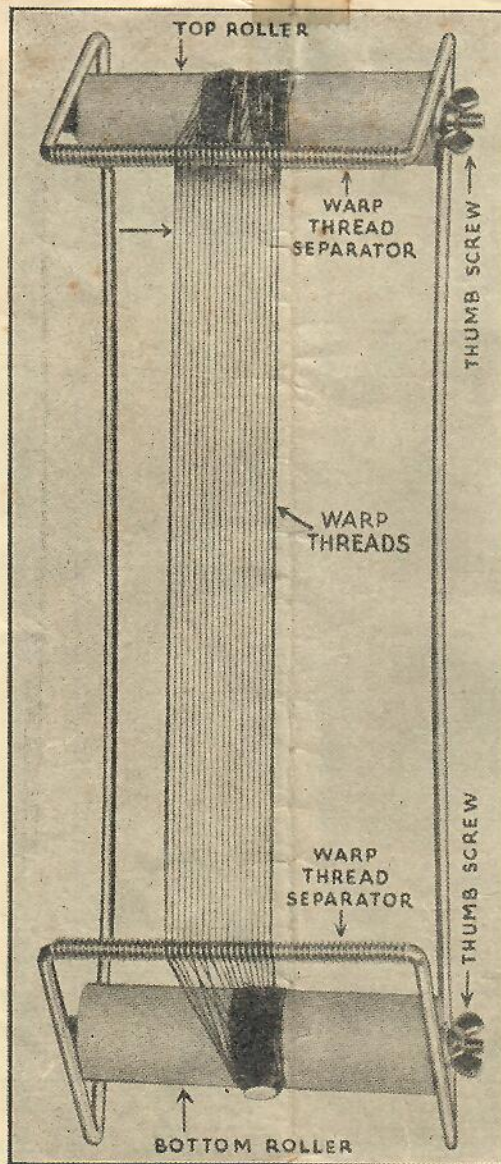 TOP ROLLER
WARP
THREAD
SEPARATOR
THUMB SCREW
WARP
THREADS
WARP
THREAD
SEPARATOR
THUMB SCREW
BOTTOM ROLLER